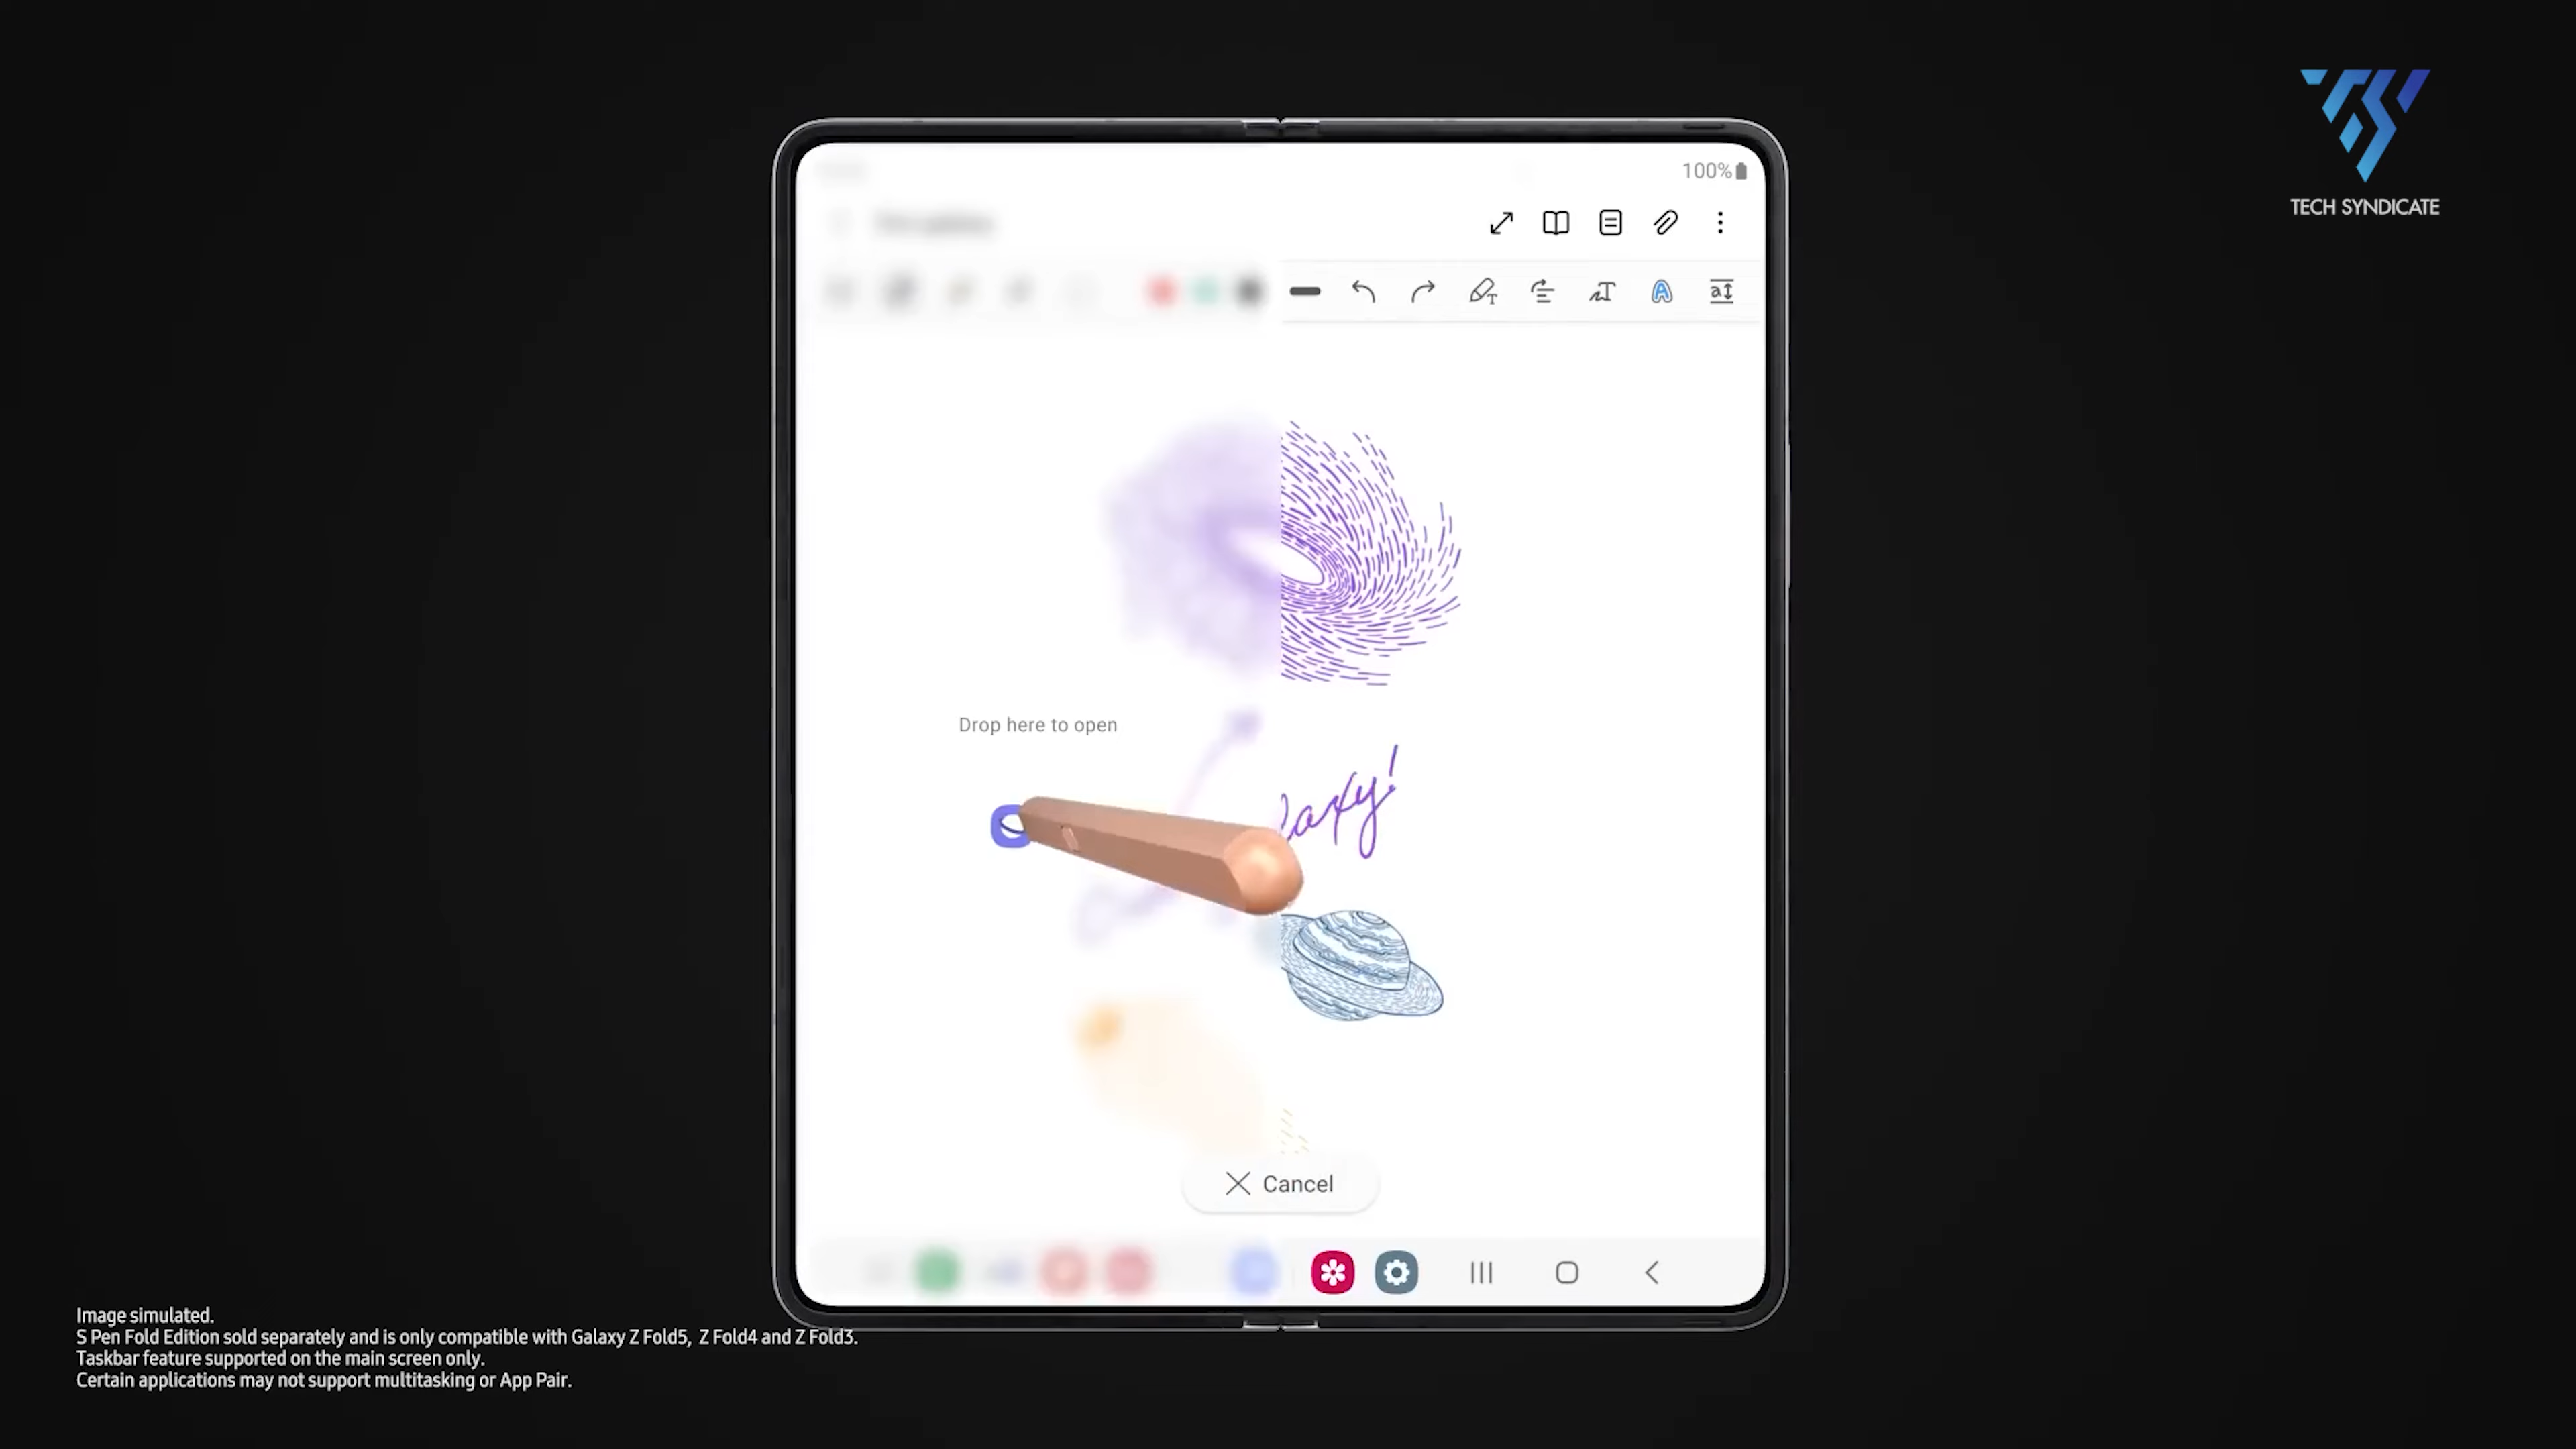 TECH SYNDICATE
100%
Drop here to open
laxy!
Cancel
Image simulated.
S Pen Fold Edition sold separately and is only compatible with Galaxy Z Fold5, Z Fold4 and Z Fold3.
Taskbar feature supported on the main screen only.
Certain applications may not support multitasking or App Pair.